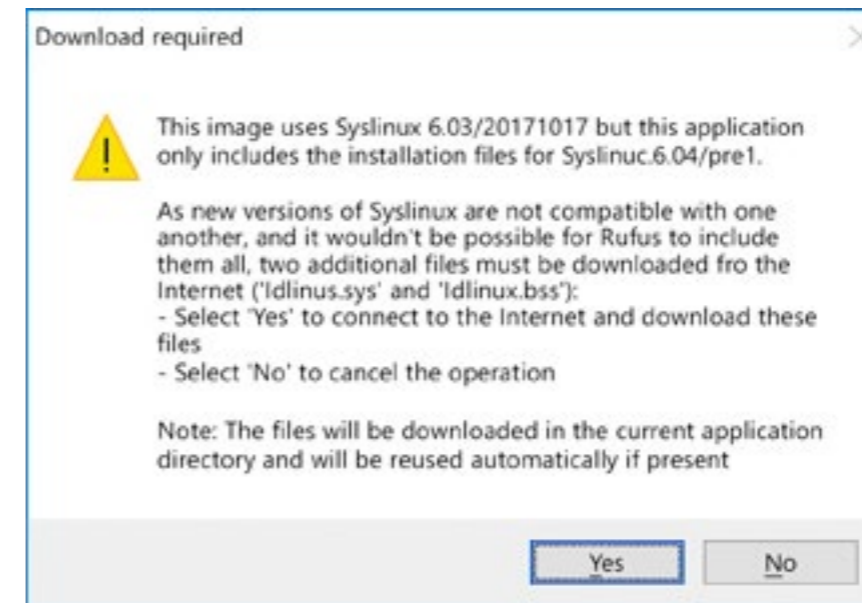 Download required
This image uses Syslinux 6.03/20171017 but this application
only includes the installation files for Syslinuc.6.04/pre1.
As new versions of Syslinux are not compatible with one
another, and it wouldn't be possible for Rufus to include
them all, two additional files must be downloaded fro the
Internet ('ldlinus.sys' and 'ldlinux.bss'):
- Select 'Yes' to connect to the Internet and download these
files
- Select 'No' to cancel the operation
Note: The files will be downloaded in the current application
directory and will be reused automatically if present
Yes No